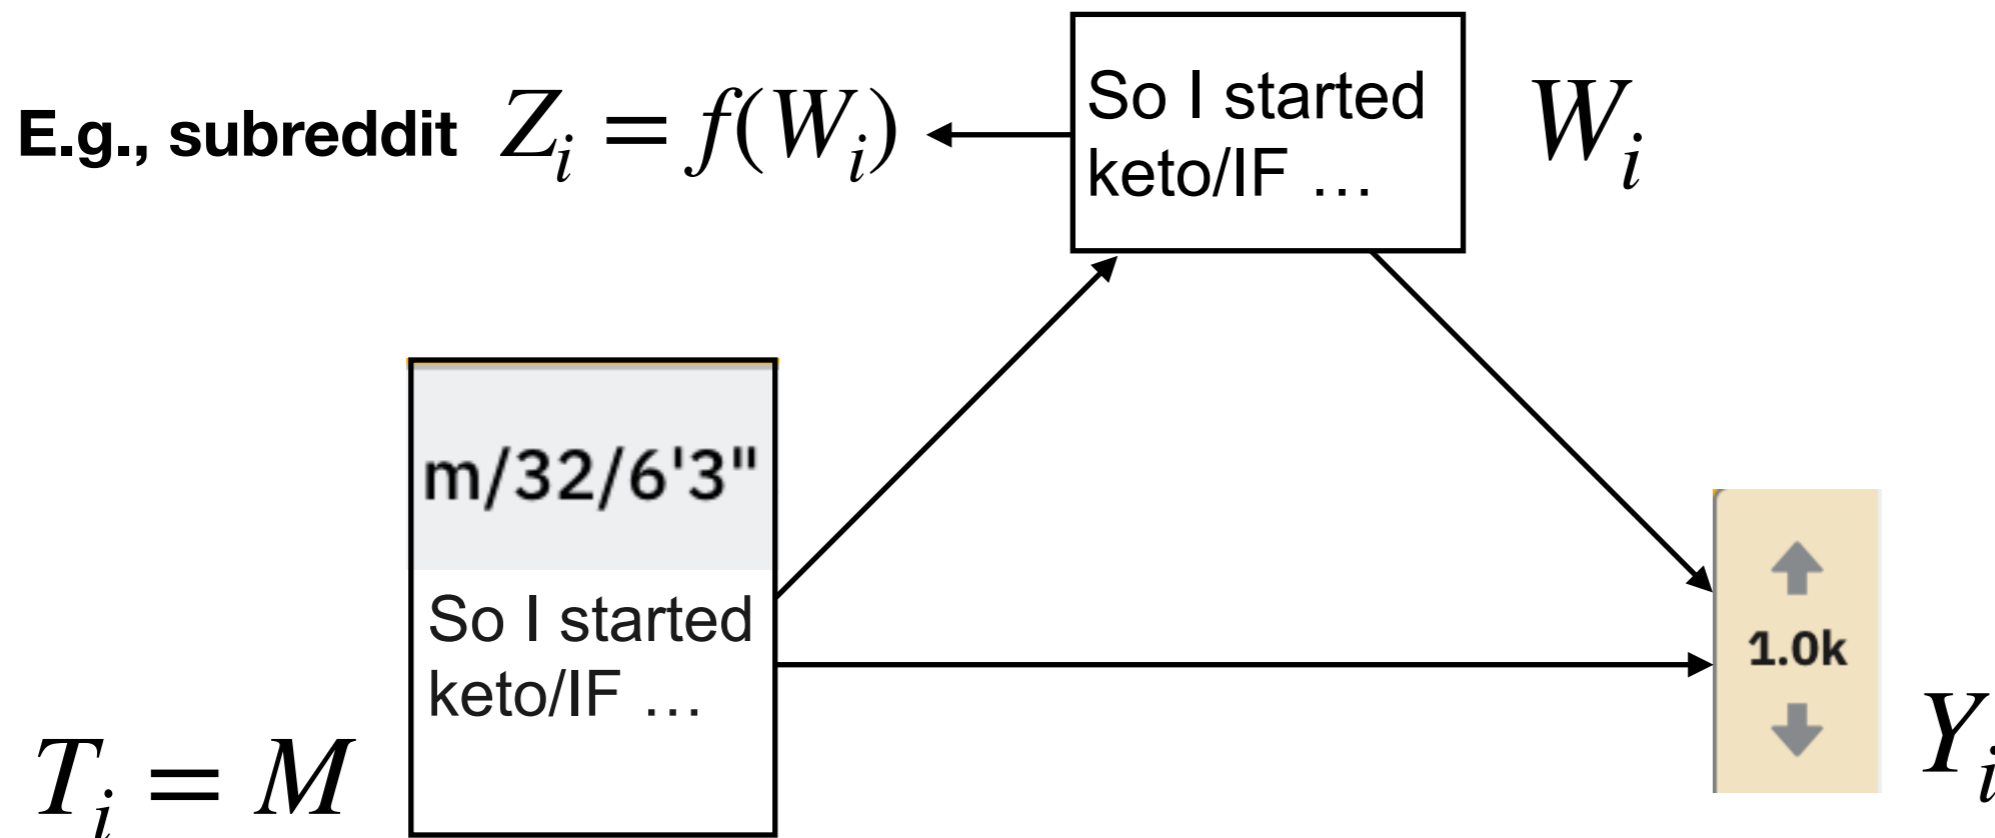 E.g., subreddit Z_i = f(W_i)
So I started
keto/IF …
W_i
m/32/6'3"
So I started
keto/IF …
T_i = M
1.0k
Y_i